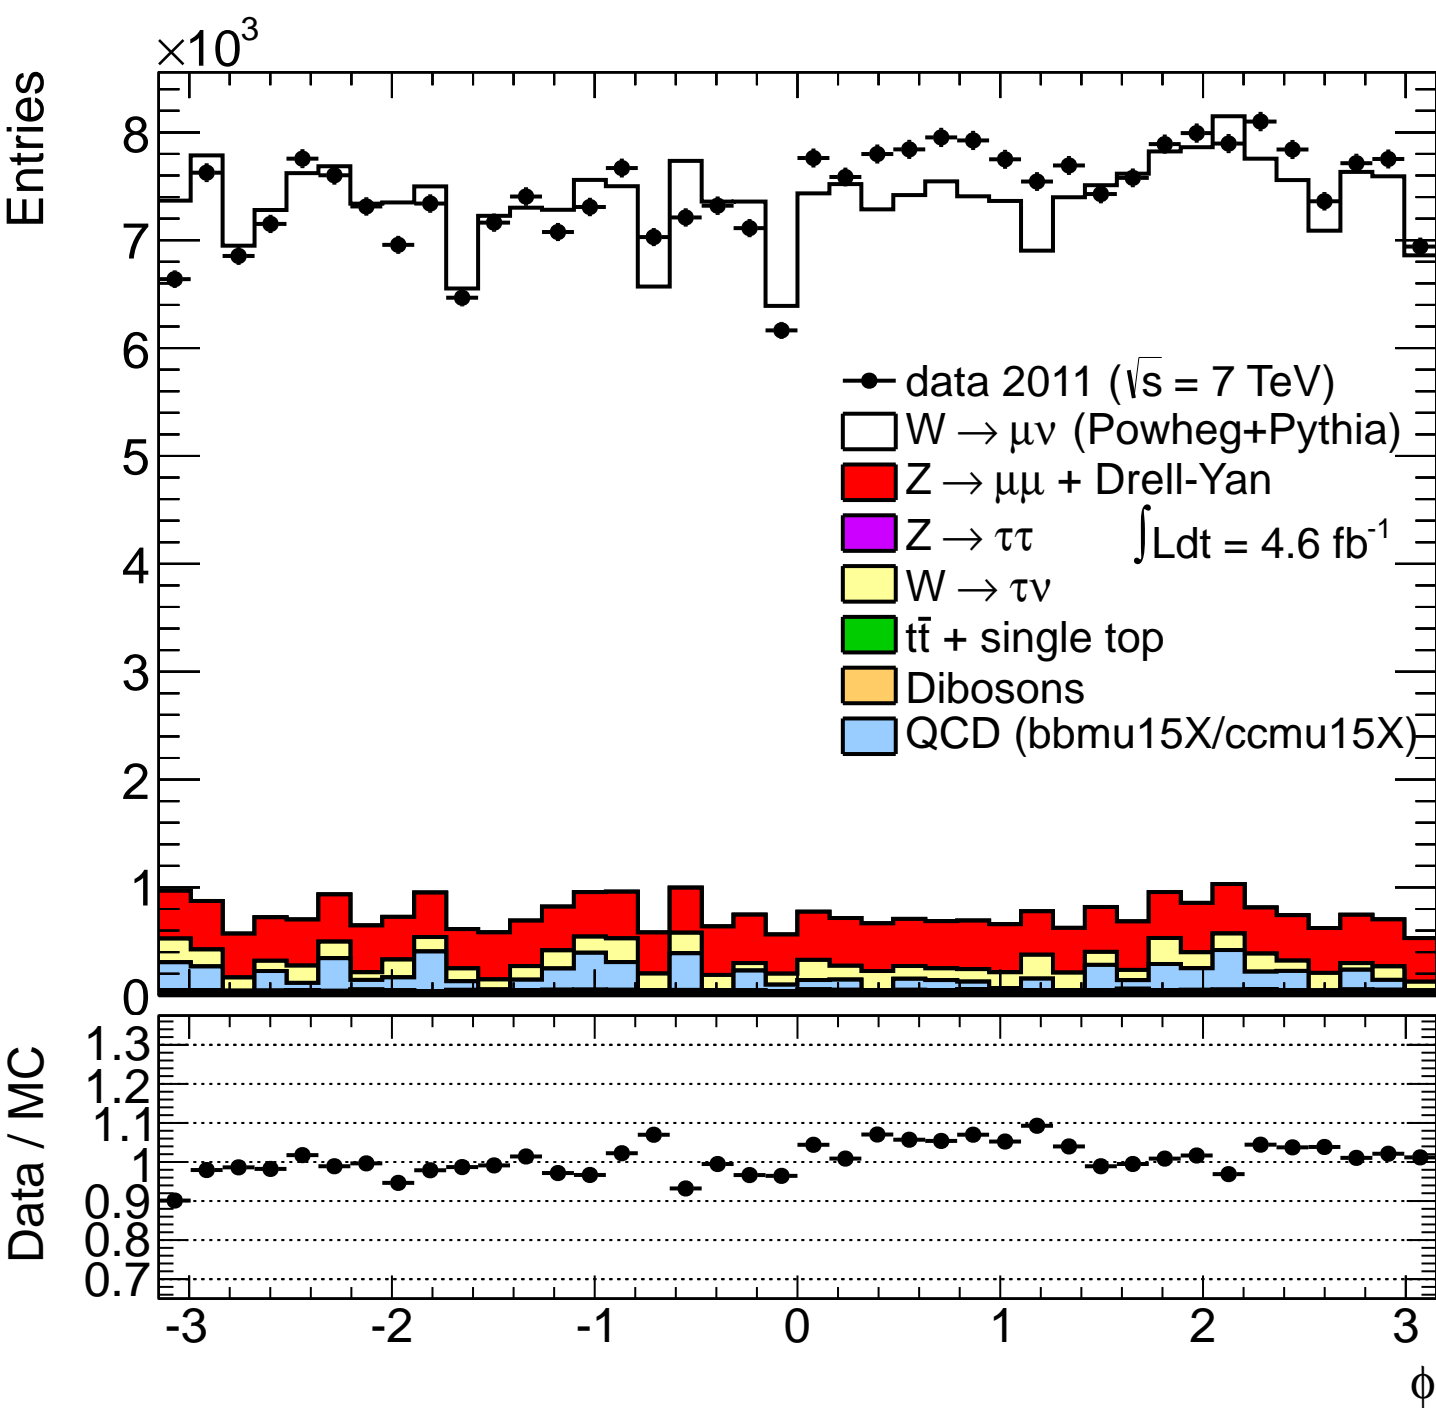 ×10³
Entries
8
7
6
5
4
3
2
1
0
data 2011 (√s = 7 TeV)
W → μν (Powheg+Pythia)
Z → μμ + Drell-Yan
Z → ττ
∫Ldt = 4.6 fb⁻¹
W → τν
tt̄ + single top
Dibosons
QCD (bbmu15X/ccmu15X)
Data / MC
1.3
1.2
1.1
1
0.9
0.8
0.7
-3 -2 -1 0 1 2 3
ϕ